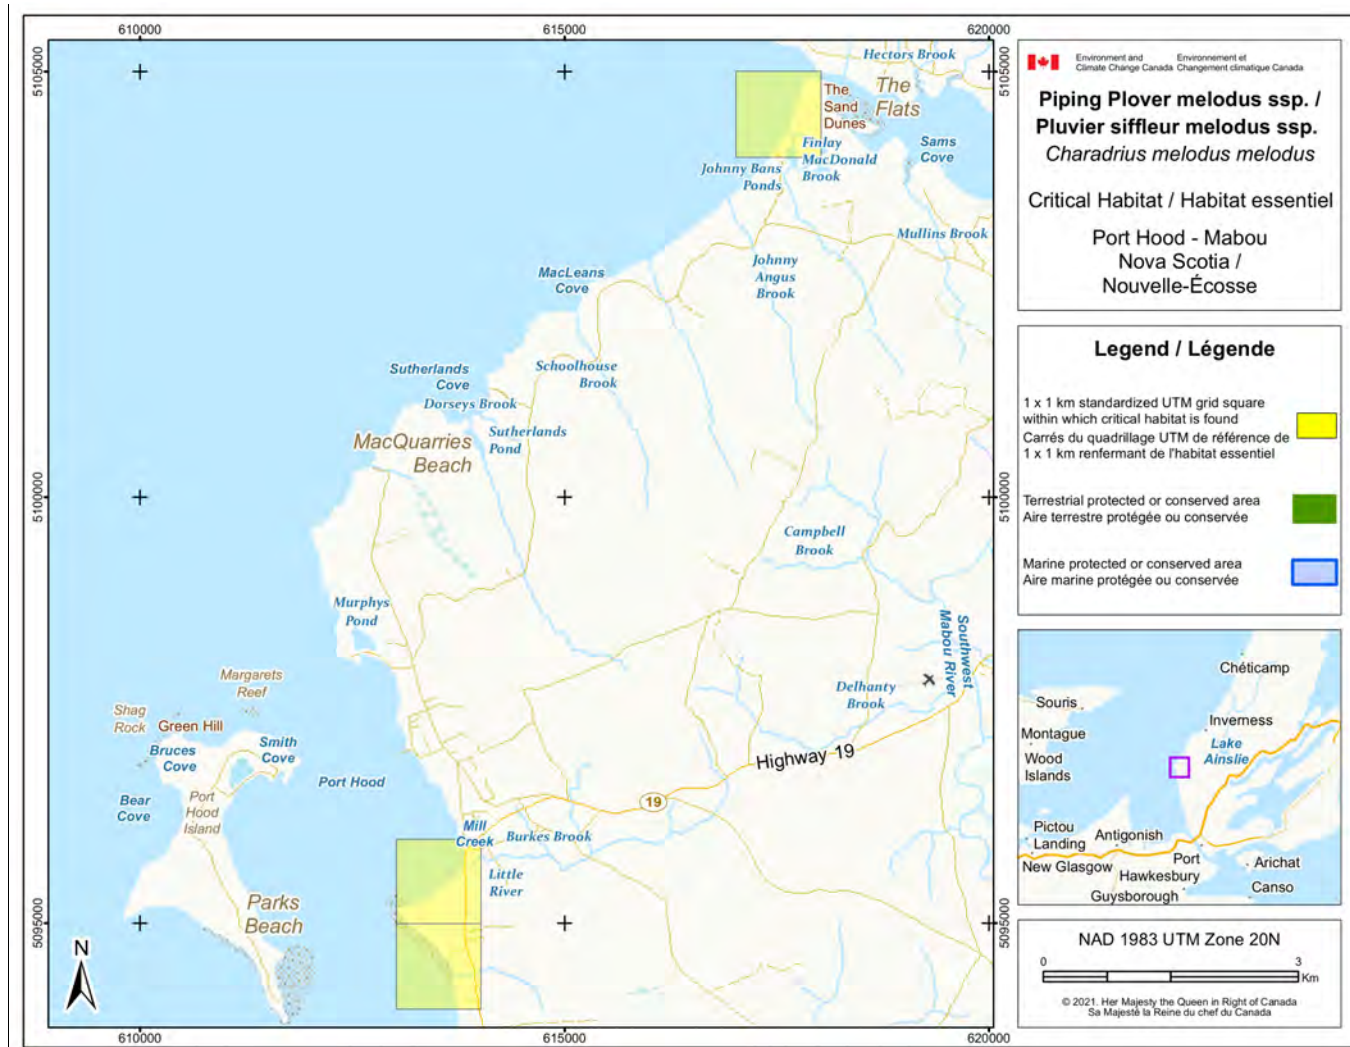 610000
615000
620000
5105000
5105000
Hectors Brook
The
Flats
The
Sand
Dunes
Sams
Cove
Finlay
MacDonald
Brook
Johnny Bans
Ponds
Mullins Brook
Johnny
Angus
Brook
MacLeans
Cove
Schoolhouse
Brook
Sutherlands
Cove
Dorseys Brook
Sutherlands
Pond
MacQuarries
Beach
5100000
5100000
Campbell
Brook
Murphys
Pond
Southwest
Mabou River
Delhanty
Brook
Margarets
Reef
Shag
Rock
Green Hill
Bruces
Cove
Smith
Cove
Port Hood
Highway 19
19
Bear
Cove
Port
Hood
Island
Mill
Creek
Burkes Brook
Little
River
Parks
Beach
5095000
5095000
N
610000
615000
620000
Environment and
Climate Change Canada
Environnement et
Changement climatique Canada
Piping Plover melodus ssp. /
Pluvier siffleur melodus ssp.
Charadrius melodus melodus
Critical Habitat / Habitat essentiel
Port Hood - Mabou
Nova Scotia /
Nouvelle-Écosse
Legend / Légende
1 x 1 km standardized UTM grid square
within which critical habitat is found
Carrés du quadrillage UTM de référence de
1 x 1 km renfermant de l'habitat essentiel
Terrestrial protected or conserved area
Aire terrestre protégée ou conservée
Marine protected or conserved area
Aire marine protégée ou conservée
Chéticamp
Souris
Inverness
Montague
Lake
Ainslie
Wood
Islands
Pictou
Landing
Antigonish
New Glasgow
Port
Hawkesbury
Arichat
Canso
Guysborough
NAD 1983 UTM Zone 20N
0
3
Km
© 2021. Her Majesty the Queen in Right of Canada
Sa Majesté la Reine du chef du Canada